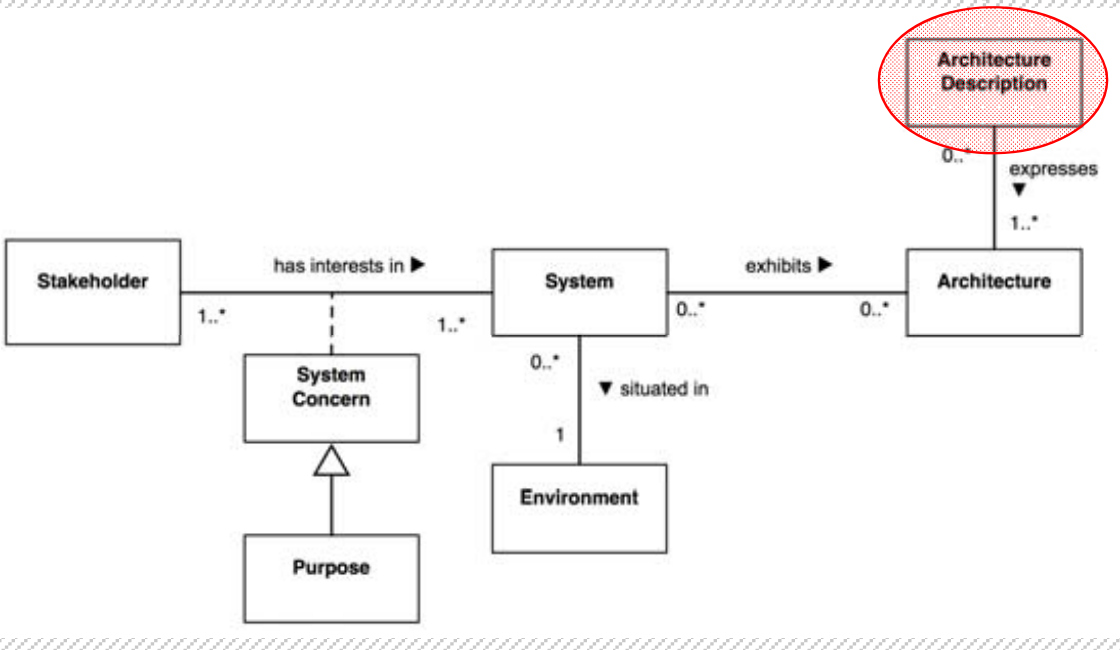 Architecture
Description
0..*
expresses
▼
1..*
Stakeholder
has interests in ▶
System
exhibits ▶
Architecture
1..*
1..*
0..*
0..*
System
Concern
0..*
▼ situated in
1
Environment
Purpose